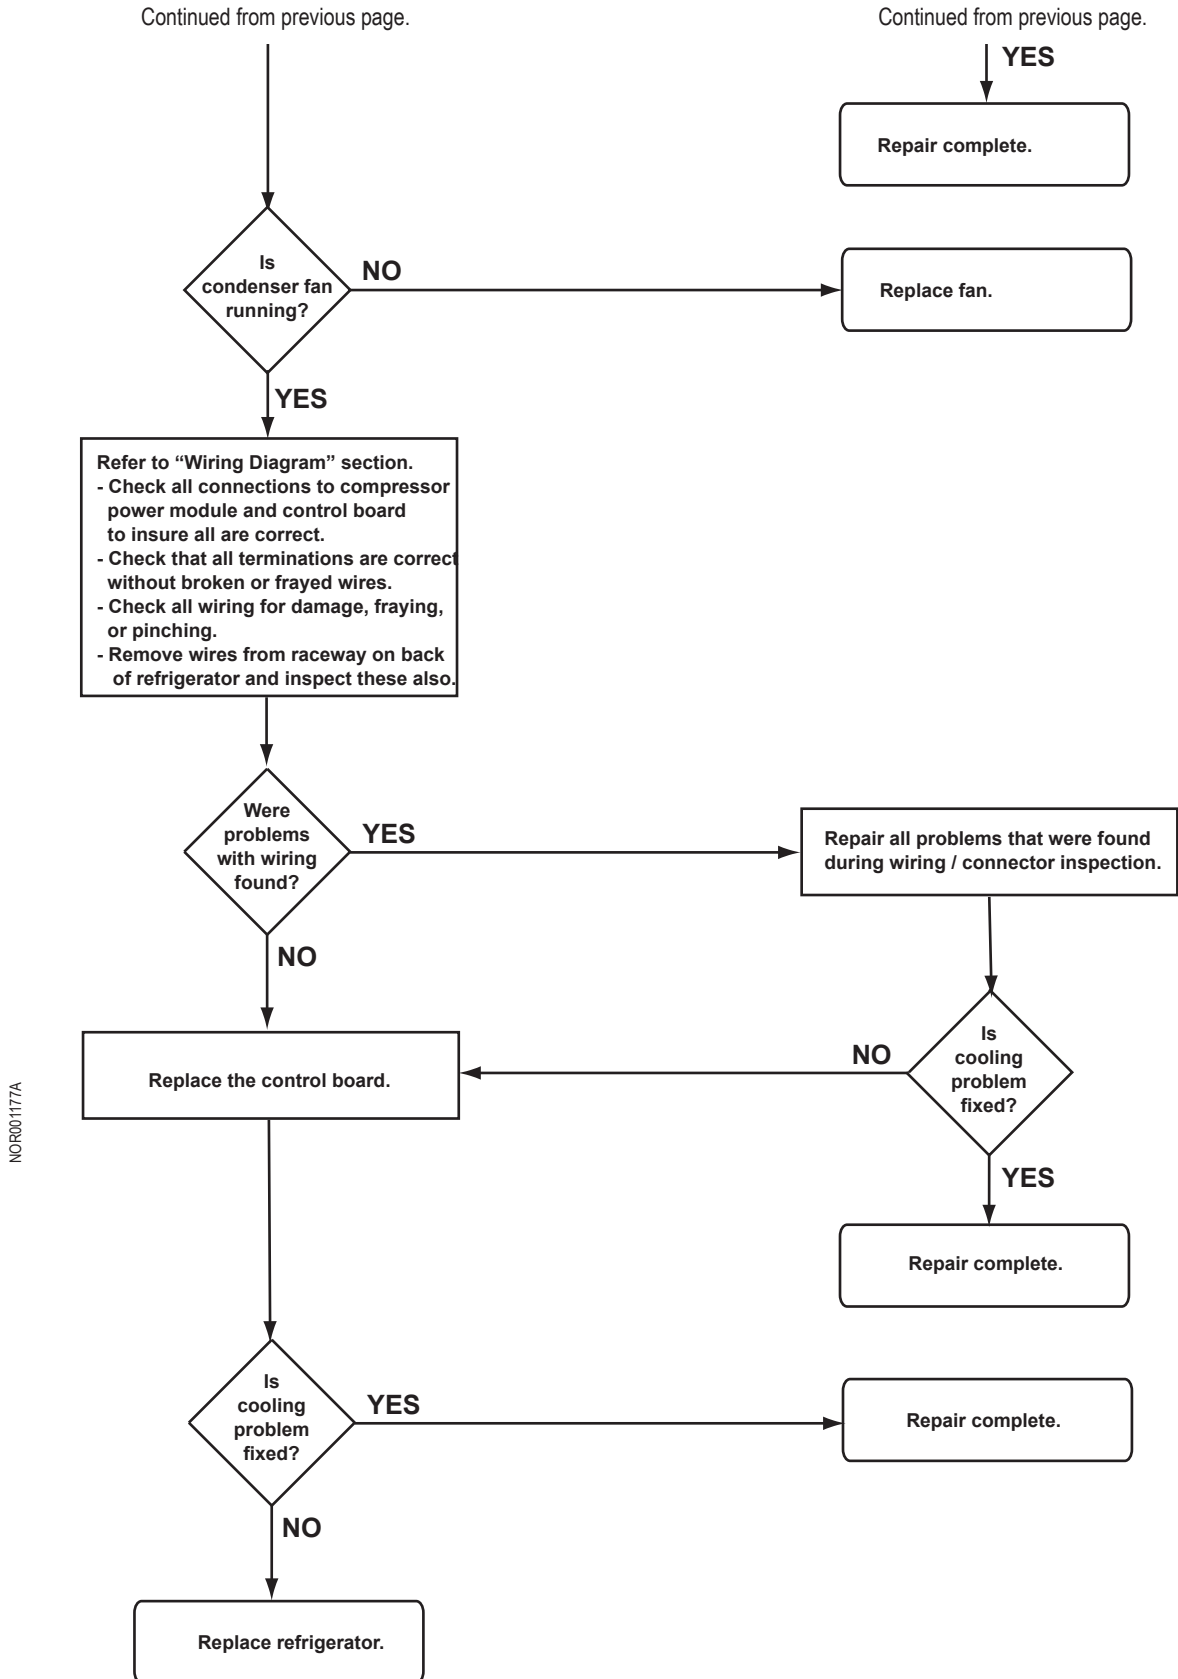 Continued from previous page.
Continued from previous page.
YES
Repair complete.
Is
condenser fan
running?
NO
Replace fan.
YES
Refer to “Wiring Diagram” section.
- Check all connections to compressor
power module and control board
to insure all are correct.
- Check that all terminations are correct
without broken or frayed wires.
- Check all wiring for damage, fraying,
or pinching.
- Remove wires from raceway on back
of refrigerator and inspect these also.
Were
problems
with wiring
found?
YES
Repair all problems that were found
during wiring / connector inspection.
NO
Is
cooling
problem
fixed?
NO
Replace the control board.
YES
Repair complete.
Is
cooling
problem
fixed?
YES
Repair complete.
NO
Replace refrigerator.
NOR001177A